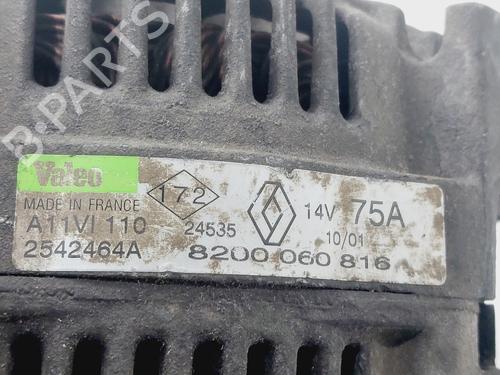 B-PARTS
Valeo
MADE IN FRANCE 172 14V 75A
A11VI 110 24535 10/01
2542464A 8200 060 816